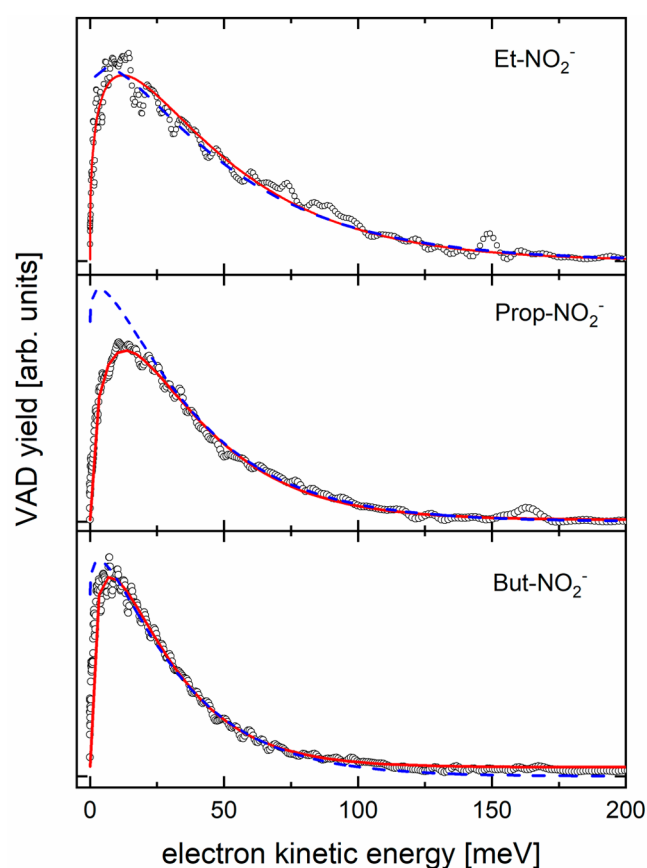 Et-NO₂⁻
Prop-NO₂⁻
But-NO₂⁻
VAD yield [arb. units]
0 50 100 150 200
electron kinetic energy [meV]